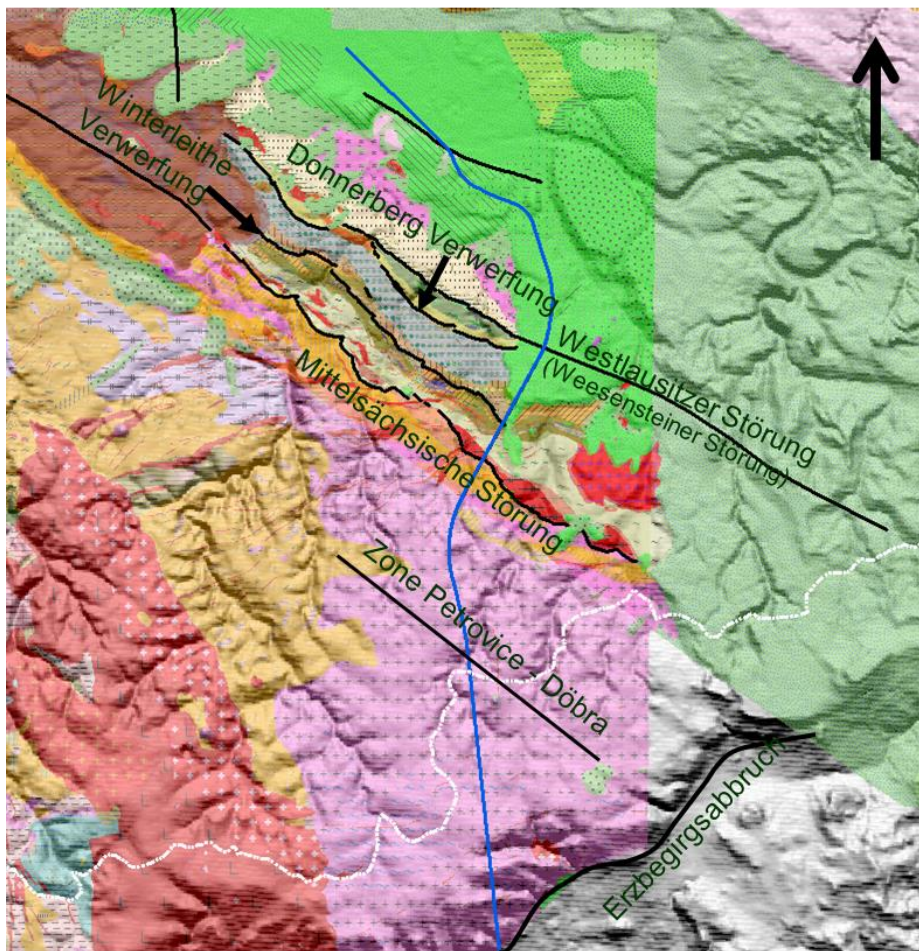 Winterleithe
Verwerfung
Donnerberg Verwerfung
Westlausitzer Störung
(Weesensteiner Störung)
Mittelsächsische Störung
Zone Petrovice - Döbra
Erzbegirgsabbruch